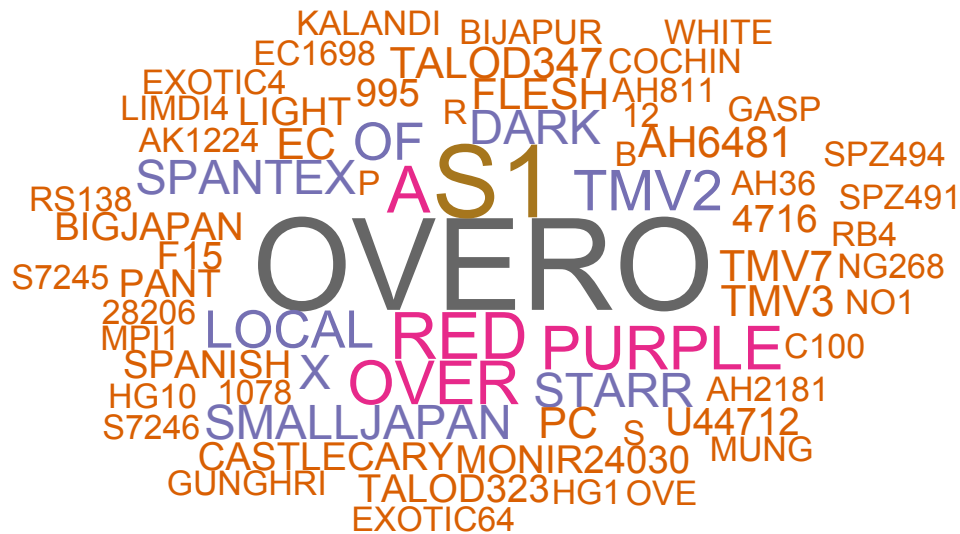 KALANDI BIJAPUR WHITE
EC1698 TALOD347 COCHIN
EXOTIC4 995 FLESH AH811
LIMDI4 LIGHT R 12 GASP
AK1224 EC OF DARK B AH6481 SPZ494
SPANTEX P A S1 TMV2 AH36 SPZ491
RS138 4716
BIGJAPAN OVERO RB4
F15 TMV7 NG268
S7245 PANT TMV3 NO1
28206
MPI1 LOCAL RED PURPLE C100
SPANISH X OVER STARR AH2181
HG10 1078
S7246 SMALLJAPAN PC S U44712
CASTLECARY MONIR24030 MUNG
GUNGHRI TALOD323 HG1 OVE
EXOTIC64